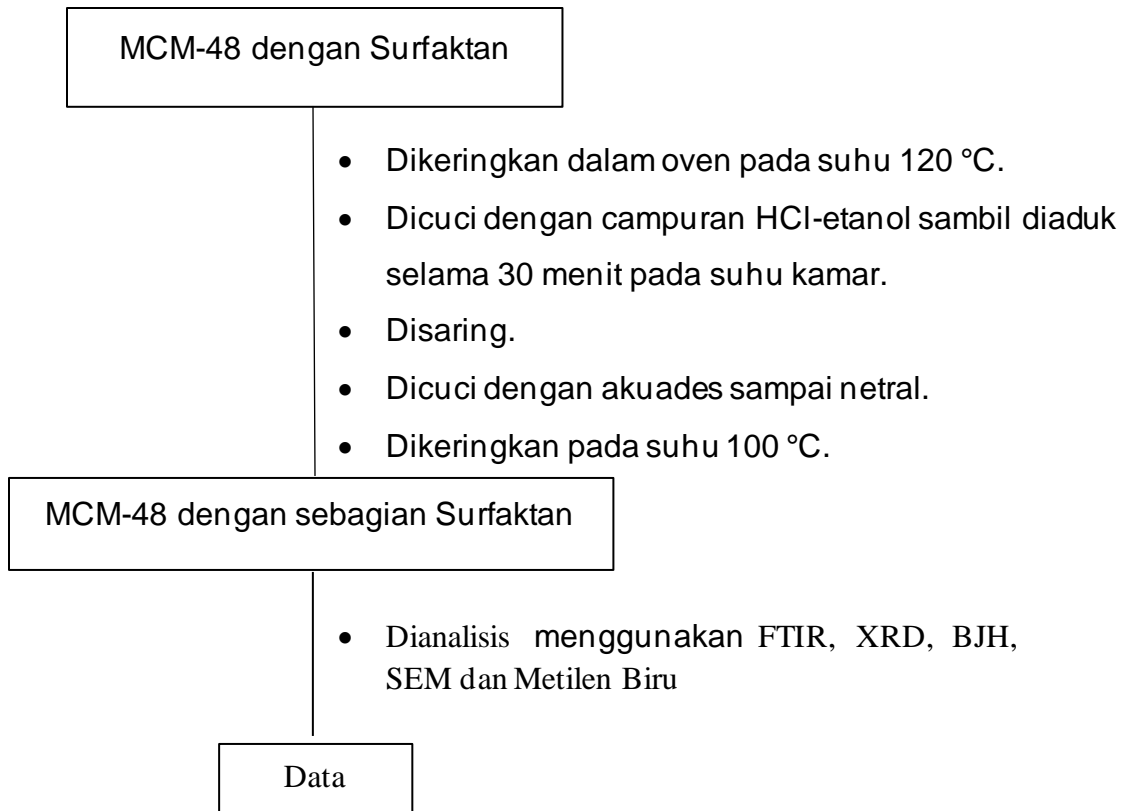 MCM-48 dengan Surfaktan
• Dikeringkan dalam oven pada suhu 120 °C.
• Dicuci dengan campuran HCl-etanol sambil diaduk
selama 30 menit pada suhu kamar.
• Disaring.
• Dicuci dengan akuades sampai netral.
• Dikeringkan pada suhu 100 °C.
MCM-48 dengan sebagian Surfaktan
• Dianalisis menggunakan FTIR, XRD, BJH,
SEM dan Metilen Biru
Data